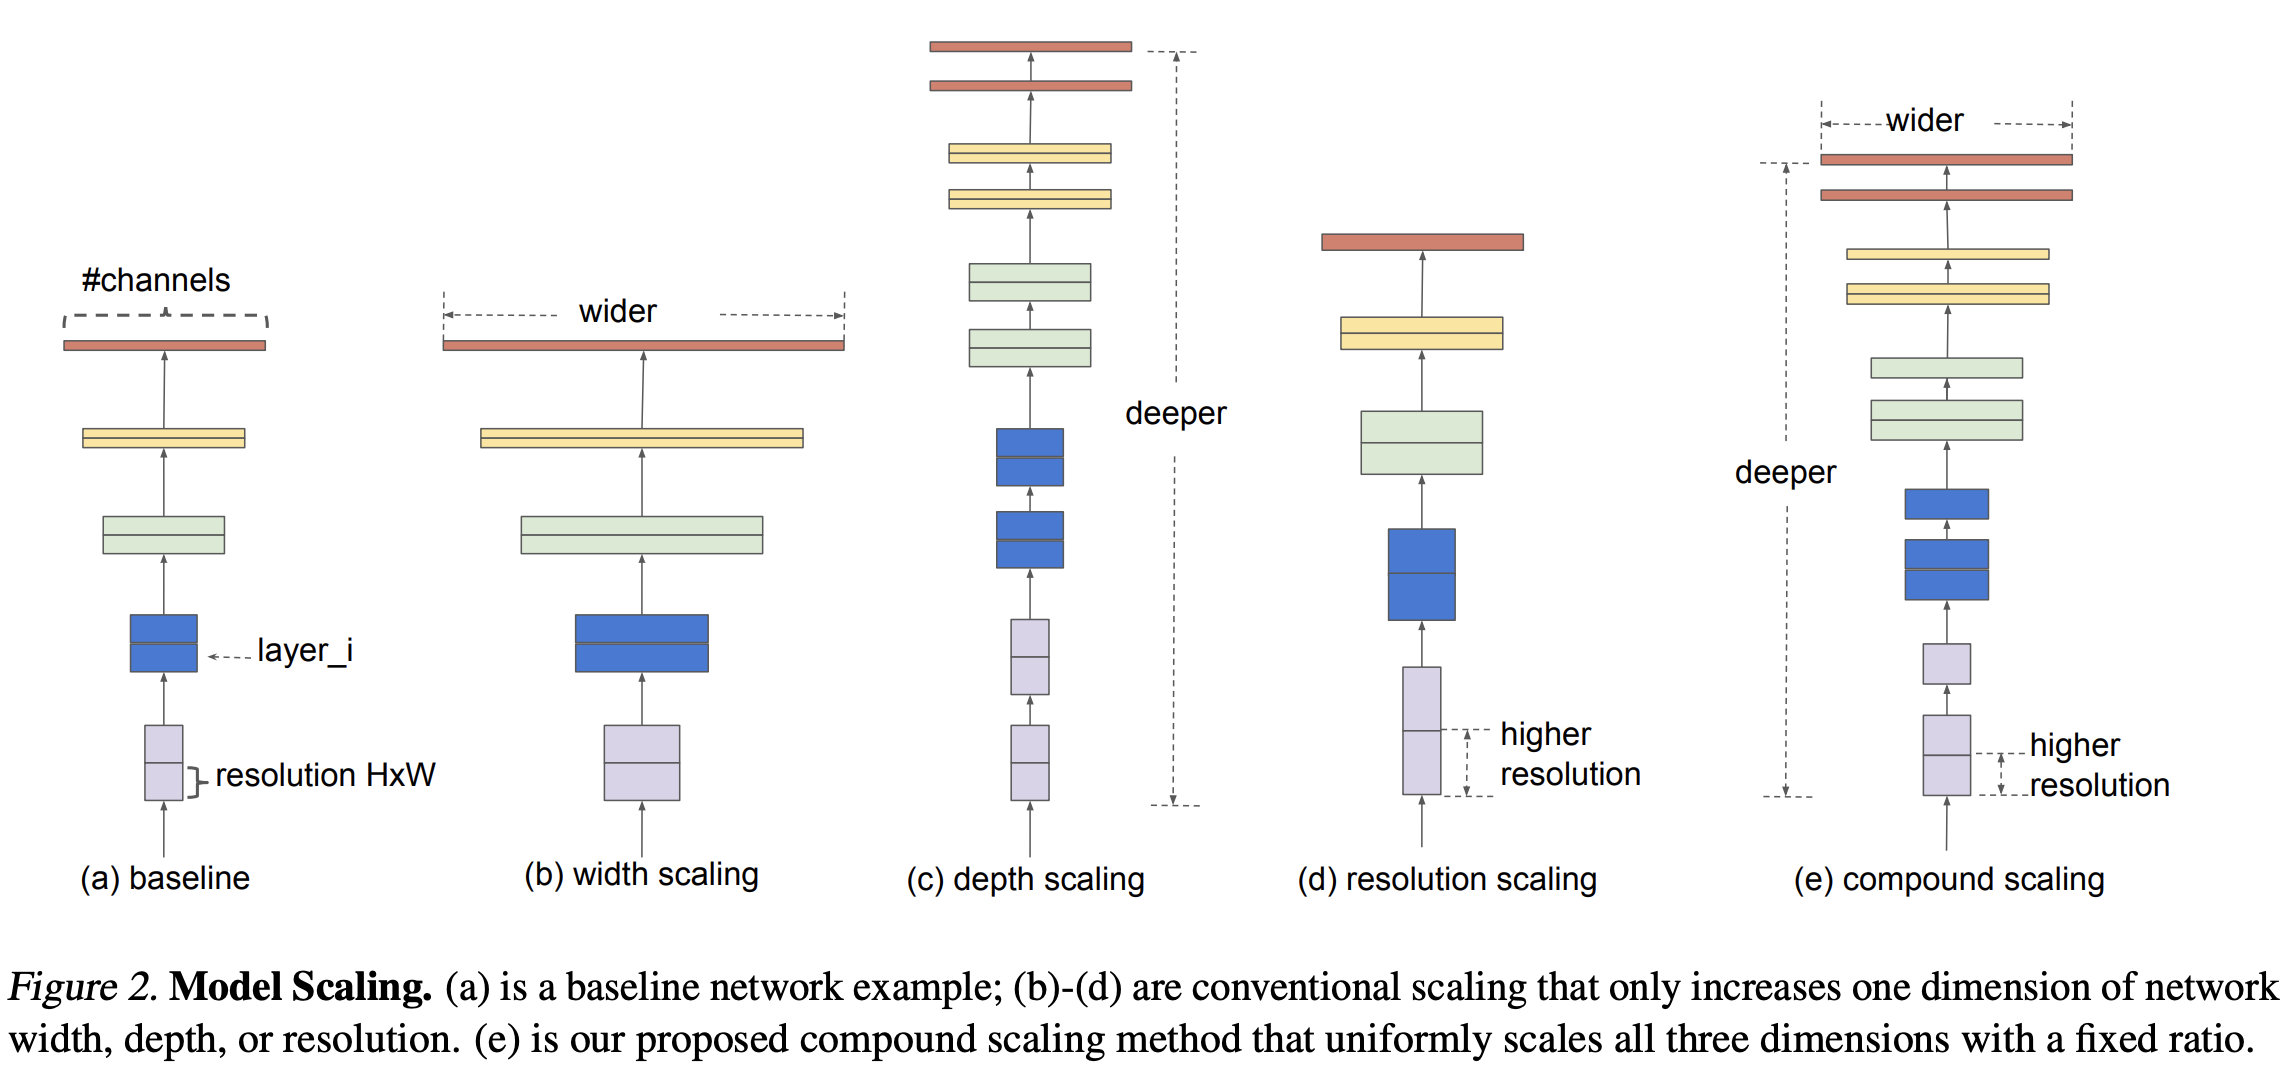 #channels
layer_i
resolution HxW
(a) baseline
wider
(b) width scaling
deeper
(c) depth scaling
higher
resolution
(d) resolution scaling
wider
deeper
higher
resolution
(e) compound scaling
Figure 2. Model Scaling. (a) is a baseline network example; (b)-(d) are conventional scaling that only increases one dimension of network
width, depth, or resolution. (e) is our proposed compound scaling method that uniformly scales all three dimensions with a fixed ratio.